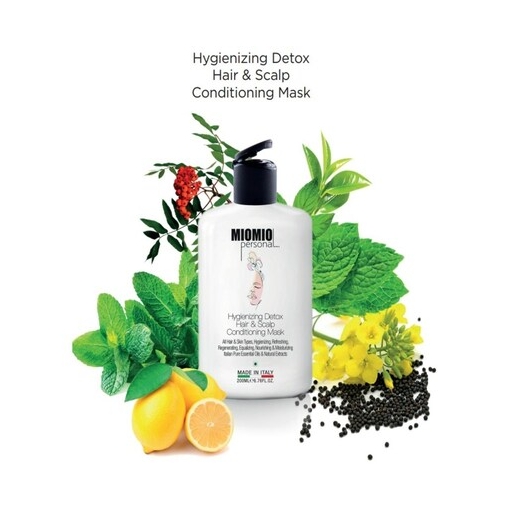 Hygienizing Detox
Hair & Scalp
Conditioning Mask
MIOMIO
personal
Hygienizing Detox
Hair & Scalp
Conditioning Mask
All Hair & Skin Types, Hygienizing, Refreshing,
Regenerating, Equalizing, Nourishing & Moisturizing
Italian Pure Essential Oils & Natural Extracts
MADE IN ITALY
200ML℮6.76FL.OZ.